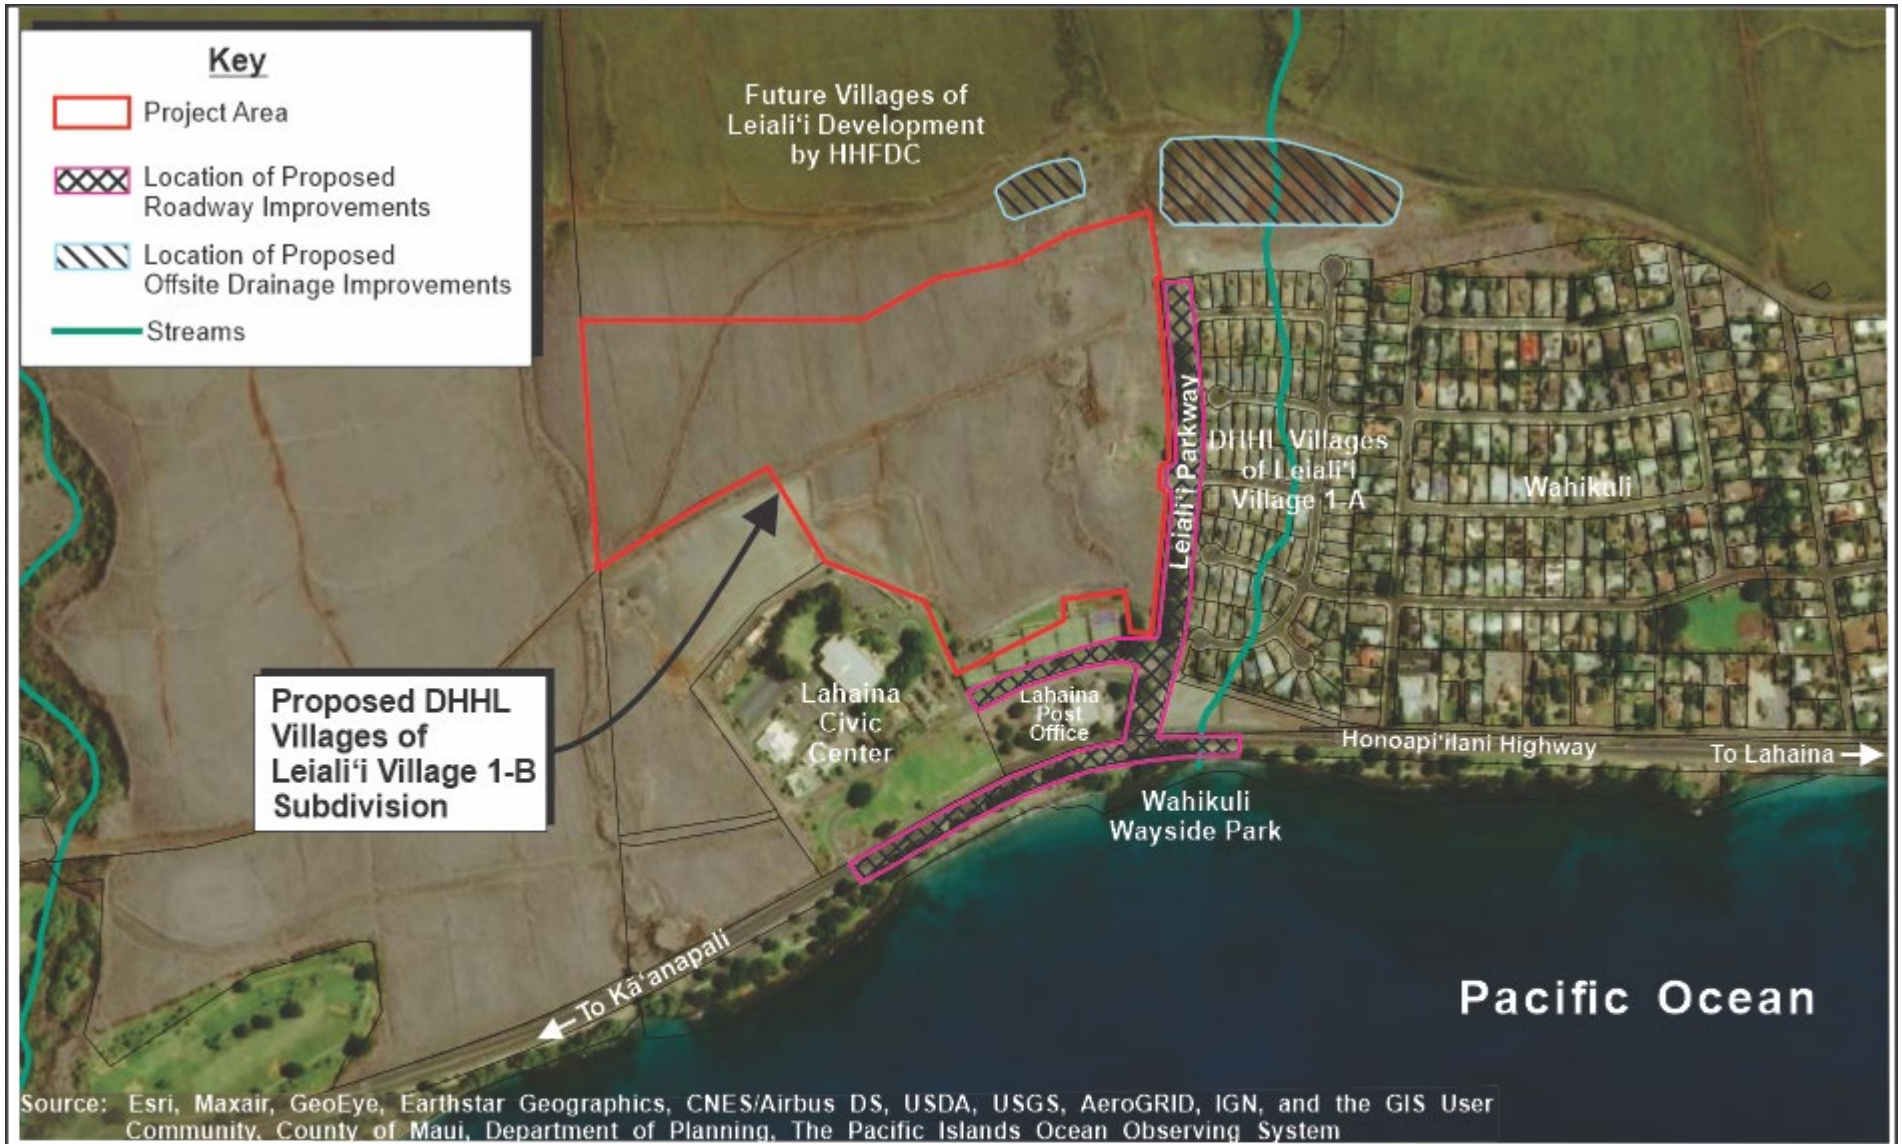 Key
Project Area
Location of Proposed
Roadway Improvements
Location of Proposed
Offsite Drainage Improvements
Streams
Future Villages of
Leiali‘i Development
by HHFDC
Leiali‘i Parkway
DHHL Villages
of Leiali‘i
Village 1-A
Wahikuli
Proposed DHHL
Villages of
Leiali‘i Village 1-B
Subdivision
Lahaina
Civic
Center
Lahaina
Post
Office
Honoapi‘ilani Highway
To Lahaina
Wahikuli
Wayside Park
To Kā‘anapali
Pacific Ocean
Source: Esri, Maxair, GeoEye, Earthstar Geographics, CNES/Airbus DS, USDA, USGS, AeroGRID, IGN, and the GIS User
Community, County of Maui, Department of Planning, The Pacific Islands Ocean Observing System